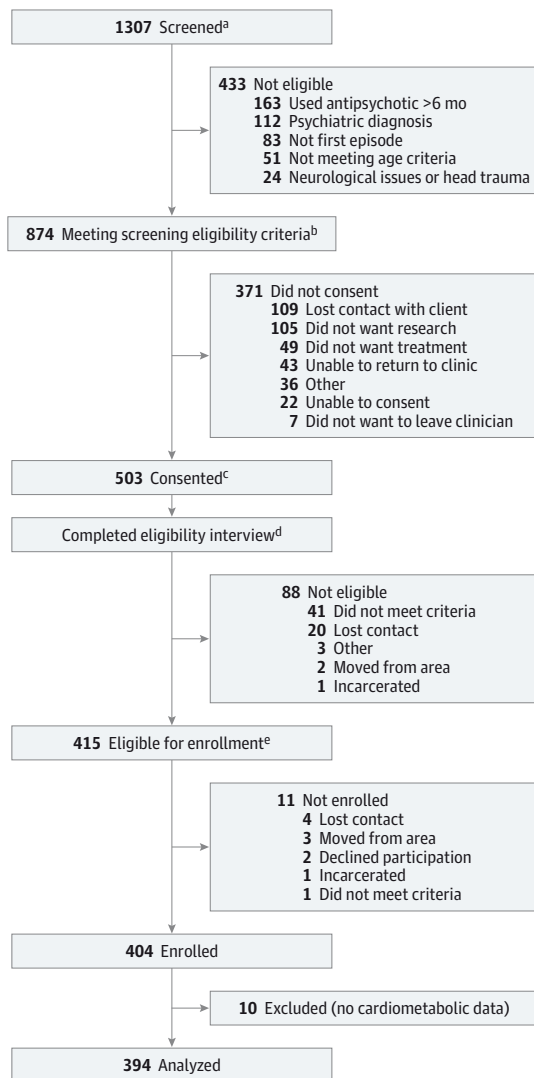 1307 Screenedᵃ
433 Not eligible
163 Used antipsychotic >6 mo
112 Psychiatric diagnosis
83 Not first episode
51 Not meeting age criteria
24 Neurological issues or head trauma
874 Meeting screening eligibility criteriaᵇ
371 Did not consent
109 Lost contact with client
105 Did not want research
49 Did not want treatment
43 Unable to return to clinic
36 Other
22 Unable to consent
7 Did not want to leave clinician
503 Consentedᶜ
Completed eligibility interviewᵈ
88 Not eligible
41 Did not meet criteria
20 Lost contact
3 Other
2 Moved from area
1 Incarcerated
415 Eligible for enrollmentᵉ
11 Not enrolled
4 Lost contact
3 Moved from area
2 Declined participation
1 Incarcerated
1 Did not meet criteria
404 Enrolled
10 Excluded (no cardiometabolic data)
394 Analyzed